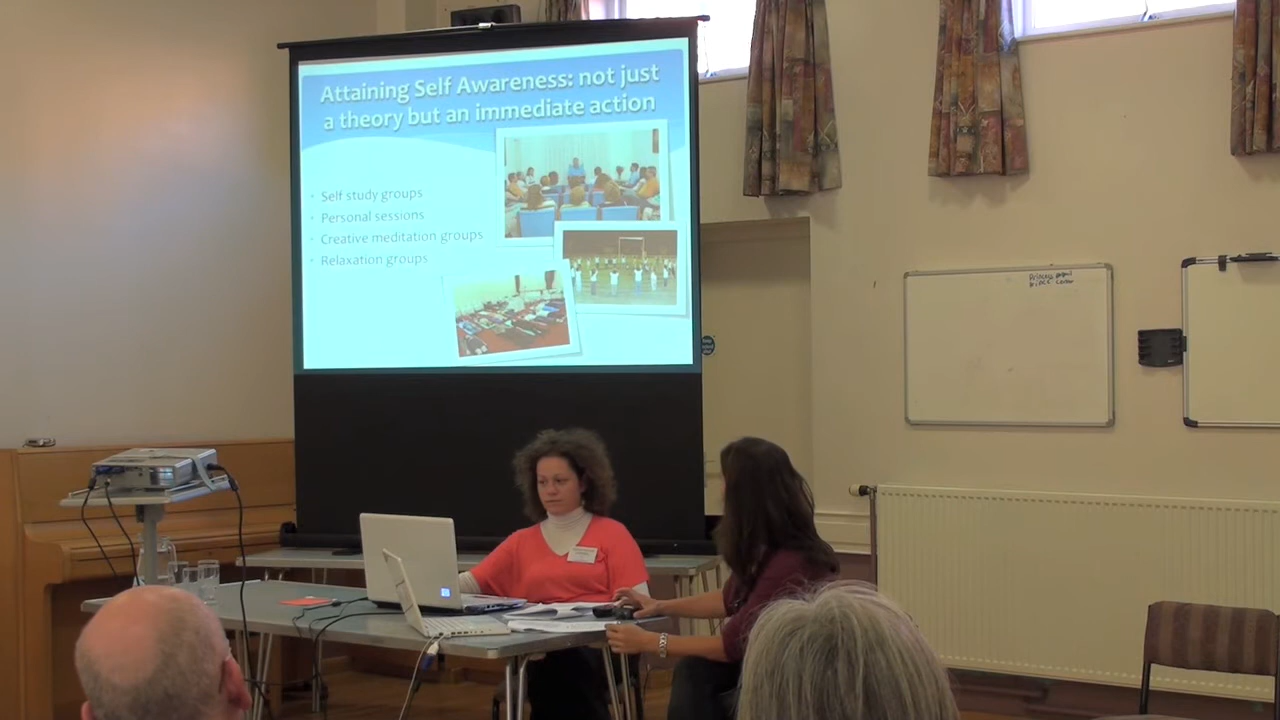 Attaining Self Awareness: not just
a theory but an immediate action
• Self study groups
• Personal sessions
• Creative meditation groups
• Relaxation groups
Princess